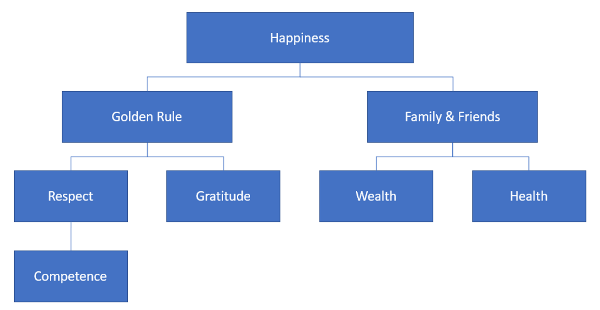 Happiness
Golden Rule
Family & Friends
Respect
Gratitude
Wealth
Health
Competence